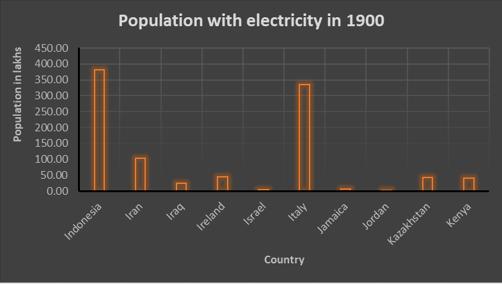 Population with electricity in 1900
Population in lakhs
450.00
400.00
350.00
300.00
250.00
200.00
150.00
100.00
50.00
0.00
Indonesia
Iran
Iraq
Ireland
Israel
Italy
Jamaica
Jordan
Kazakhstan
Kenya
Country